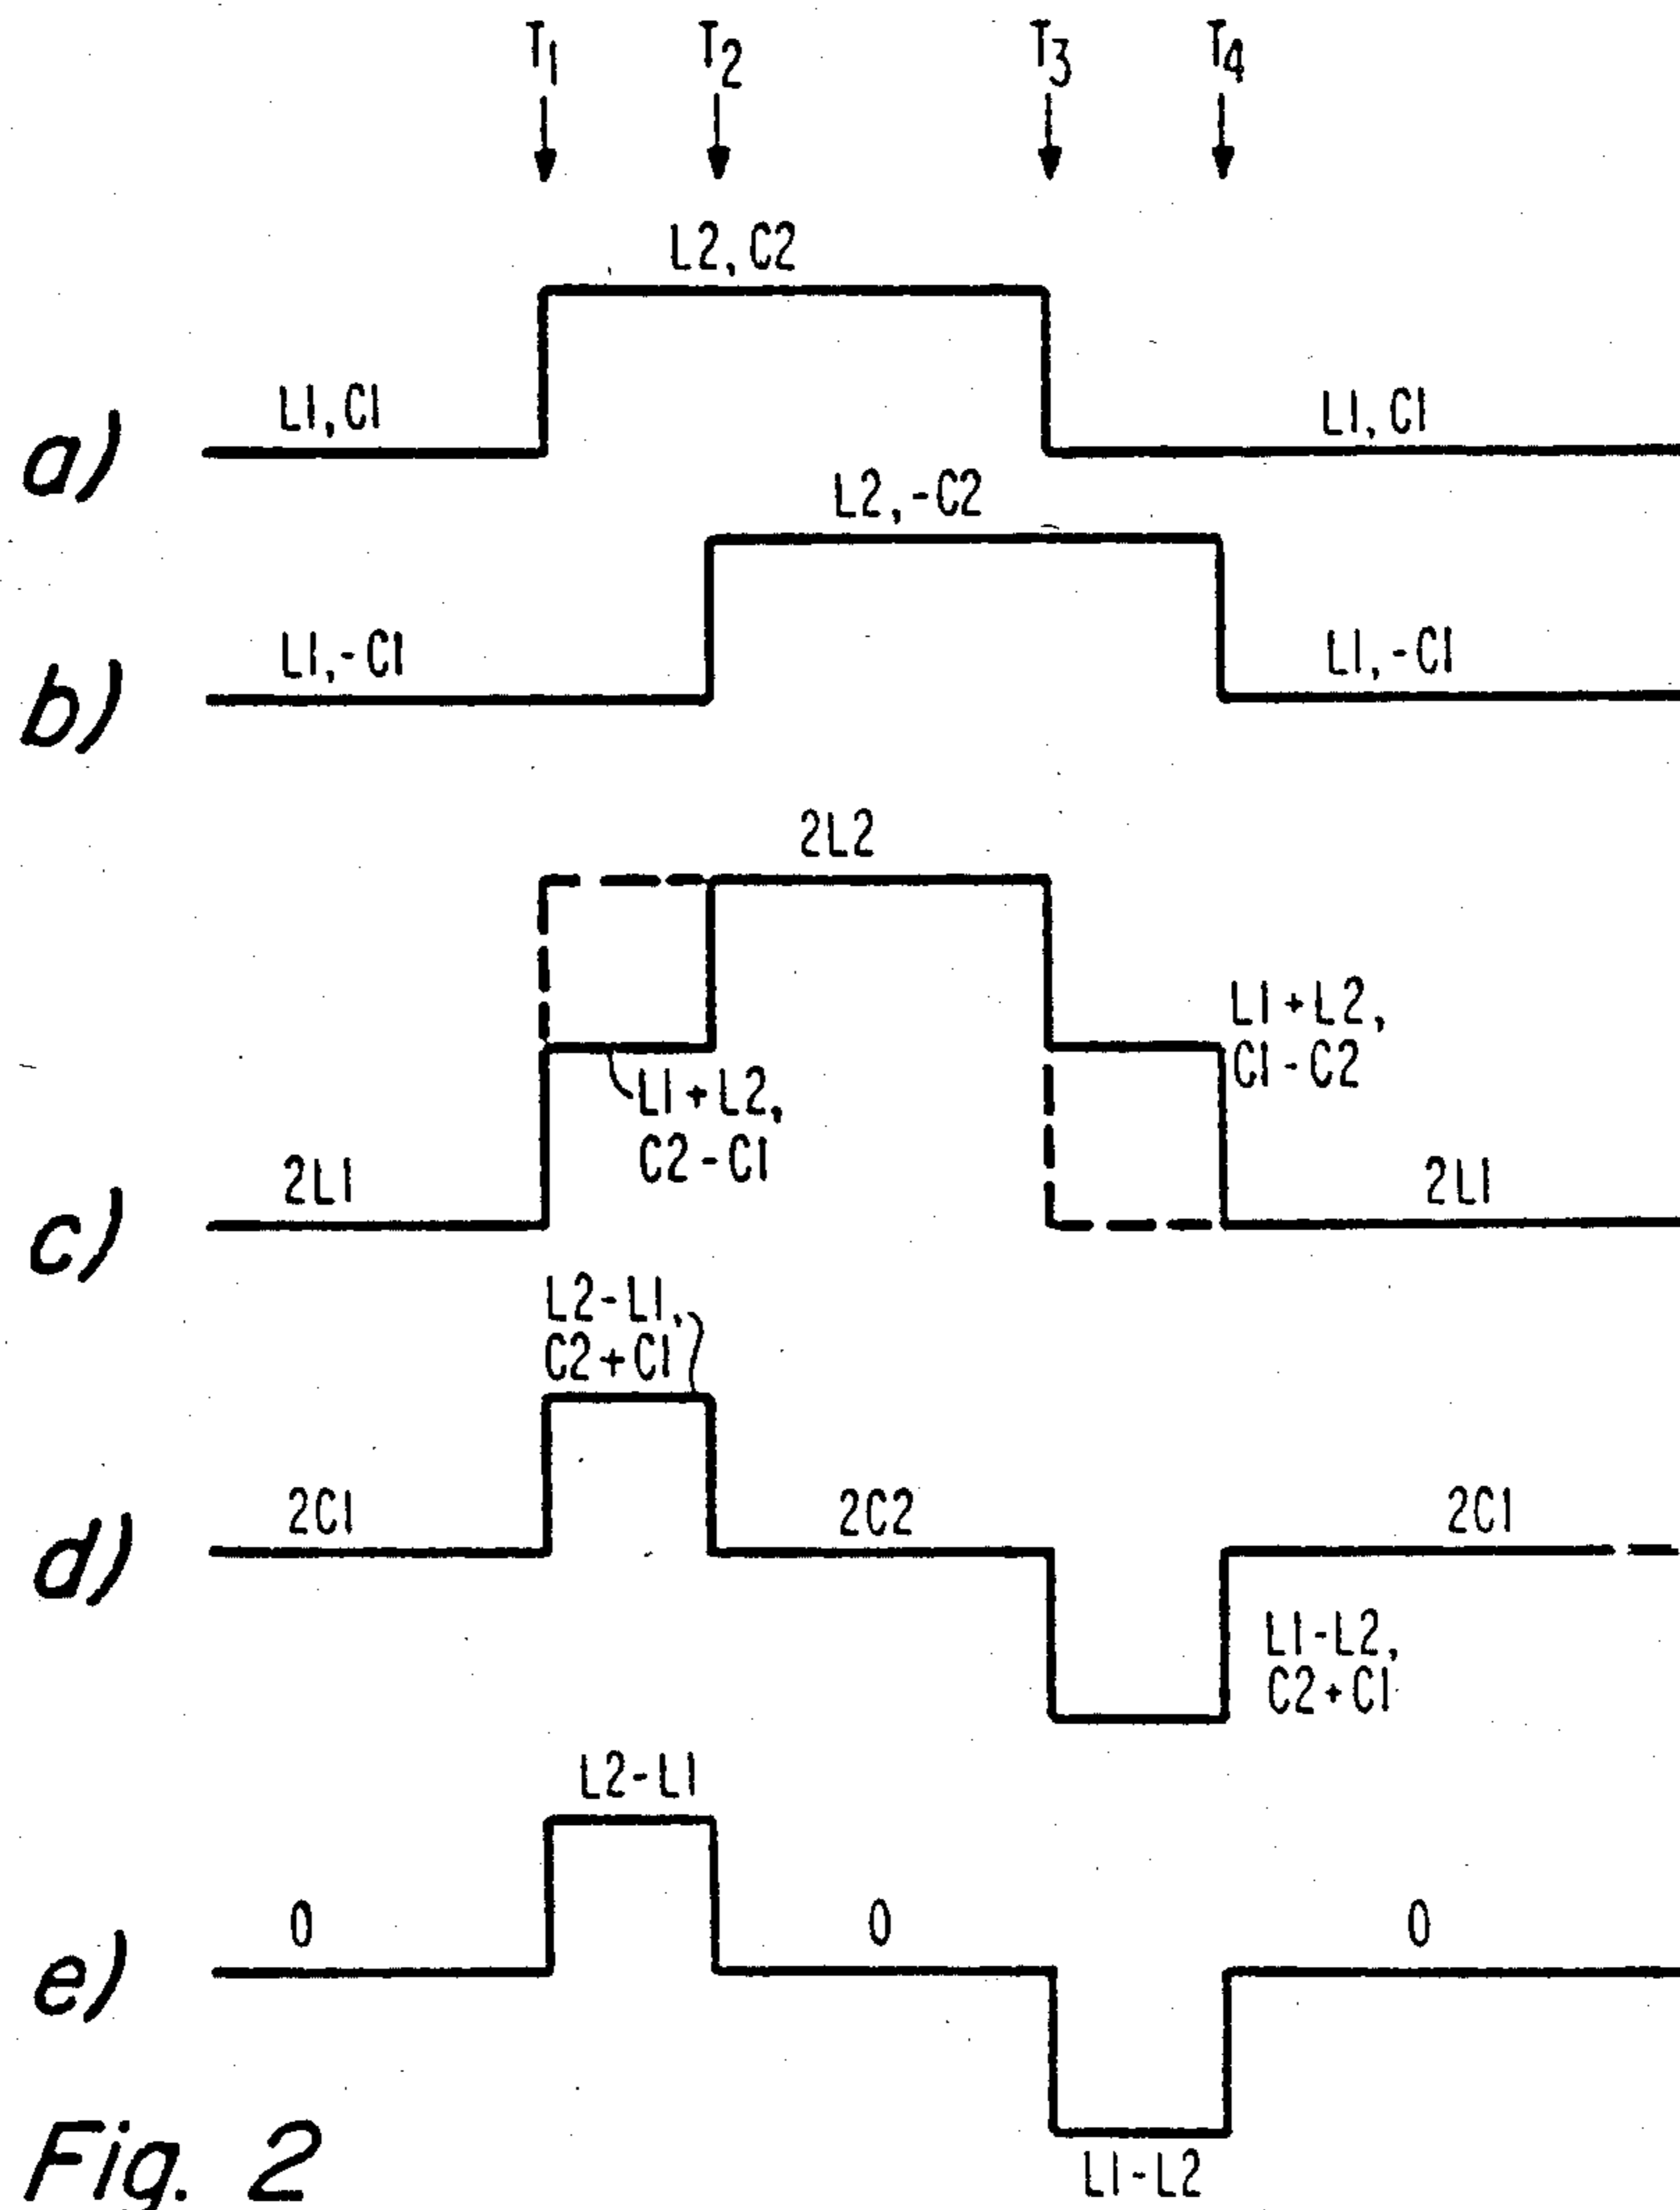 T1 T2 T3 T4
L2, C2
L1, C1 L1, C1
a)
L2, -C2
L1, -C1 L1, -C1
b)
2L2
L1 + L2,
C1 - C2
L1 + L2,
C2 - C1
2L1 2L1
c)
L2 - L1,
C2 + C1
2C1 2C2 2C1
d)
L1 - L2,
C2 + C1
L2 - L1
0 0 0
e)
L1 - L2
Fig. 2